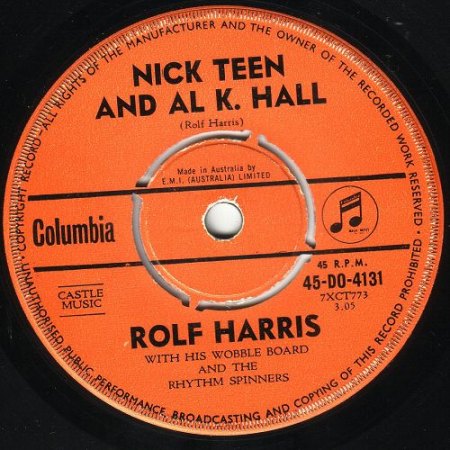 COPYRIGHT RECORD ALL RIGHTS OF THE MANUFACTURER AND THE OWNER OF THE RECORDED WORK RESERVED
NICK TEEN
AND AL K. HALL
(Rolf Harris)
Made in Australia by
E.M.I. (AUSTRALIA) LIMITED
Columbia
45 R.P.M.
45-DO-4131
7XCT773
3.05
CASTLE
MUSIC
ROLF HARRIS
WITH HIS WOBBLE BOARD
AND THE
RHYTHM SPINNERS
UNAUTHORISED PUBLIC PERFORMANCE BROADCASTING AND COPYING OF THIS RECORD PROHIBITED